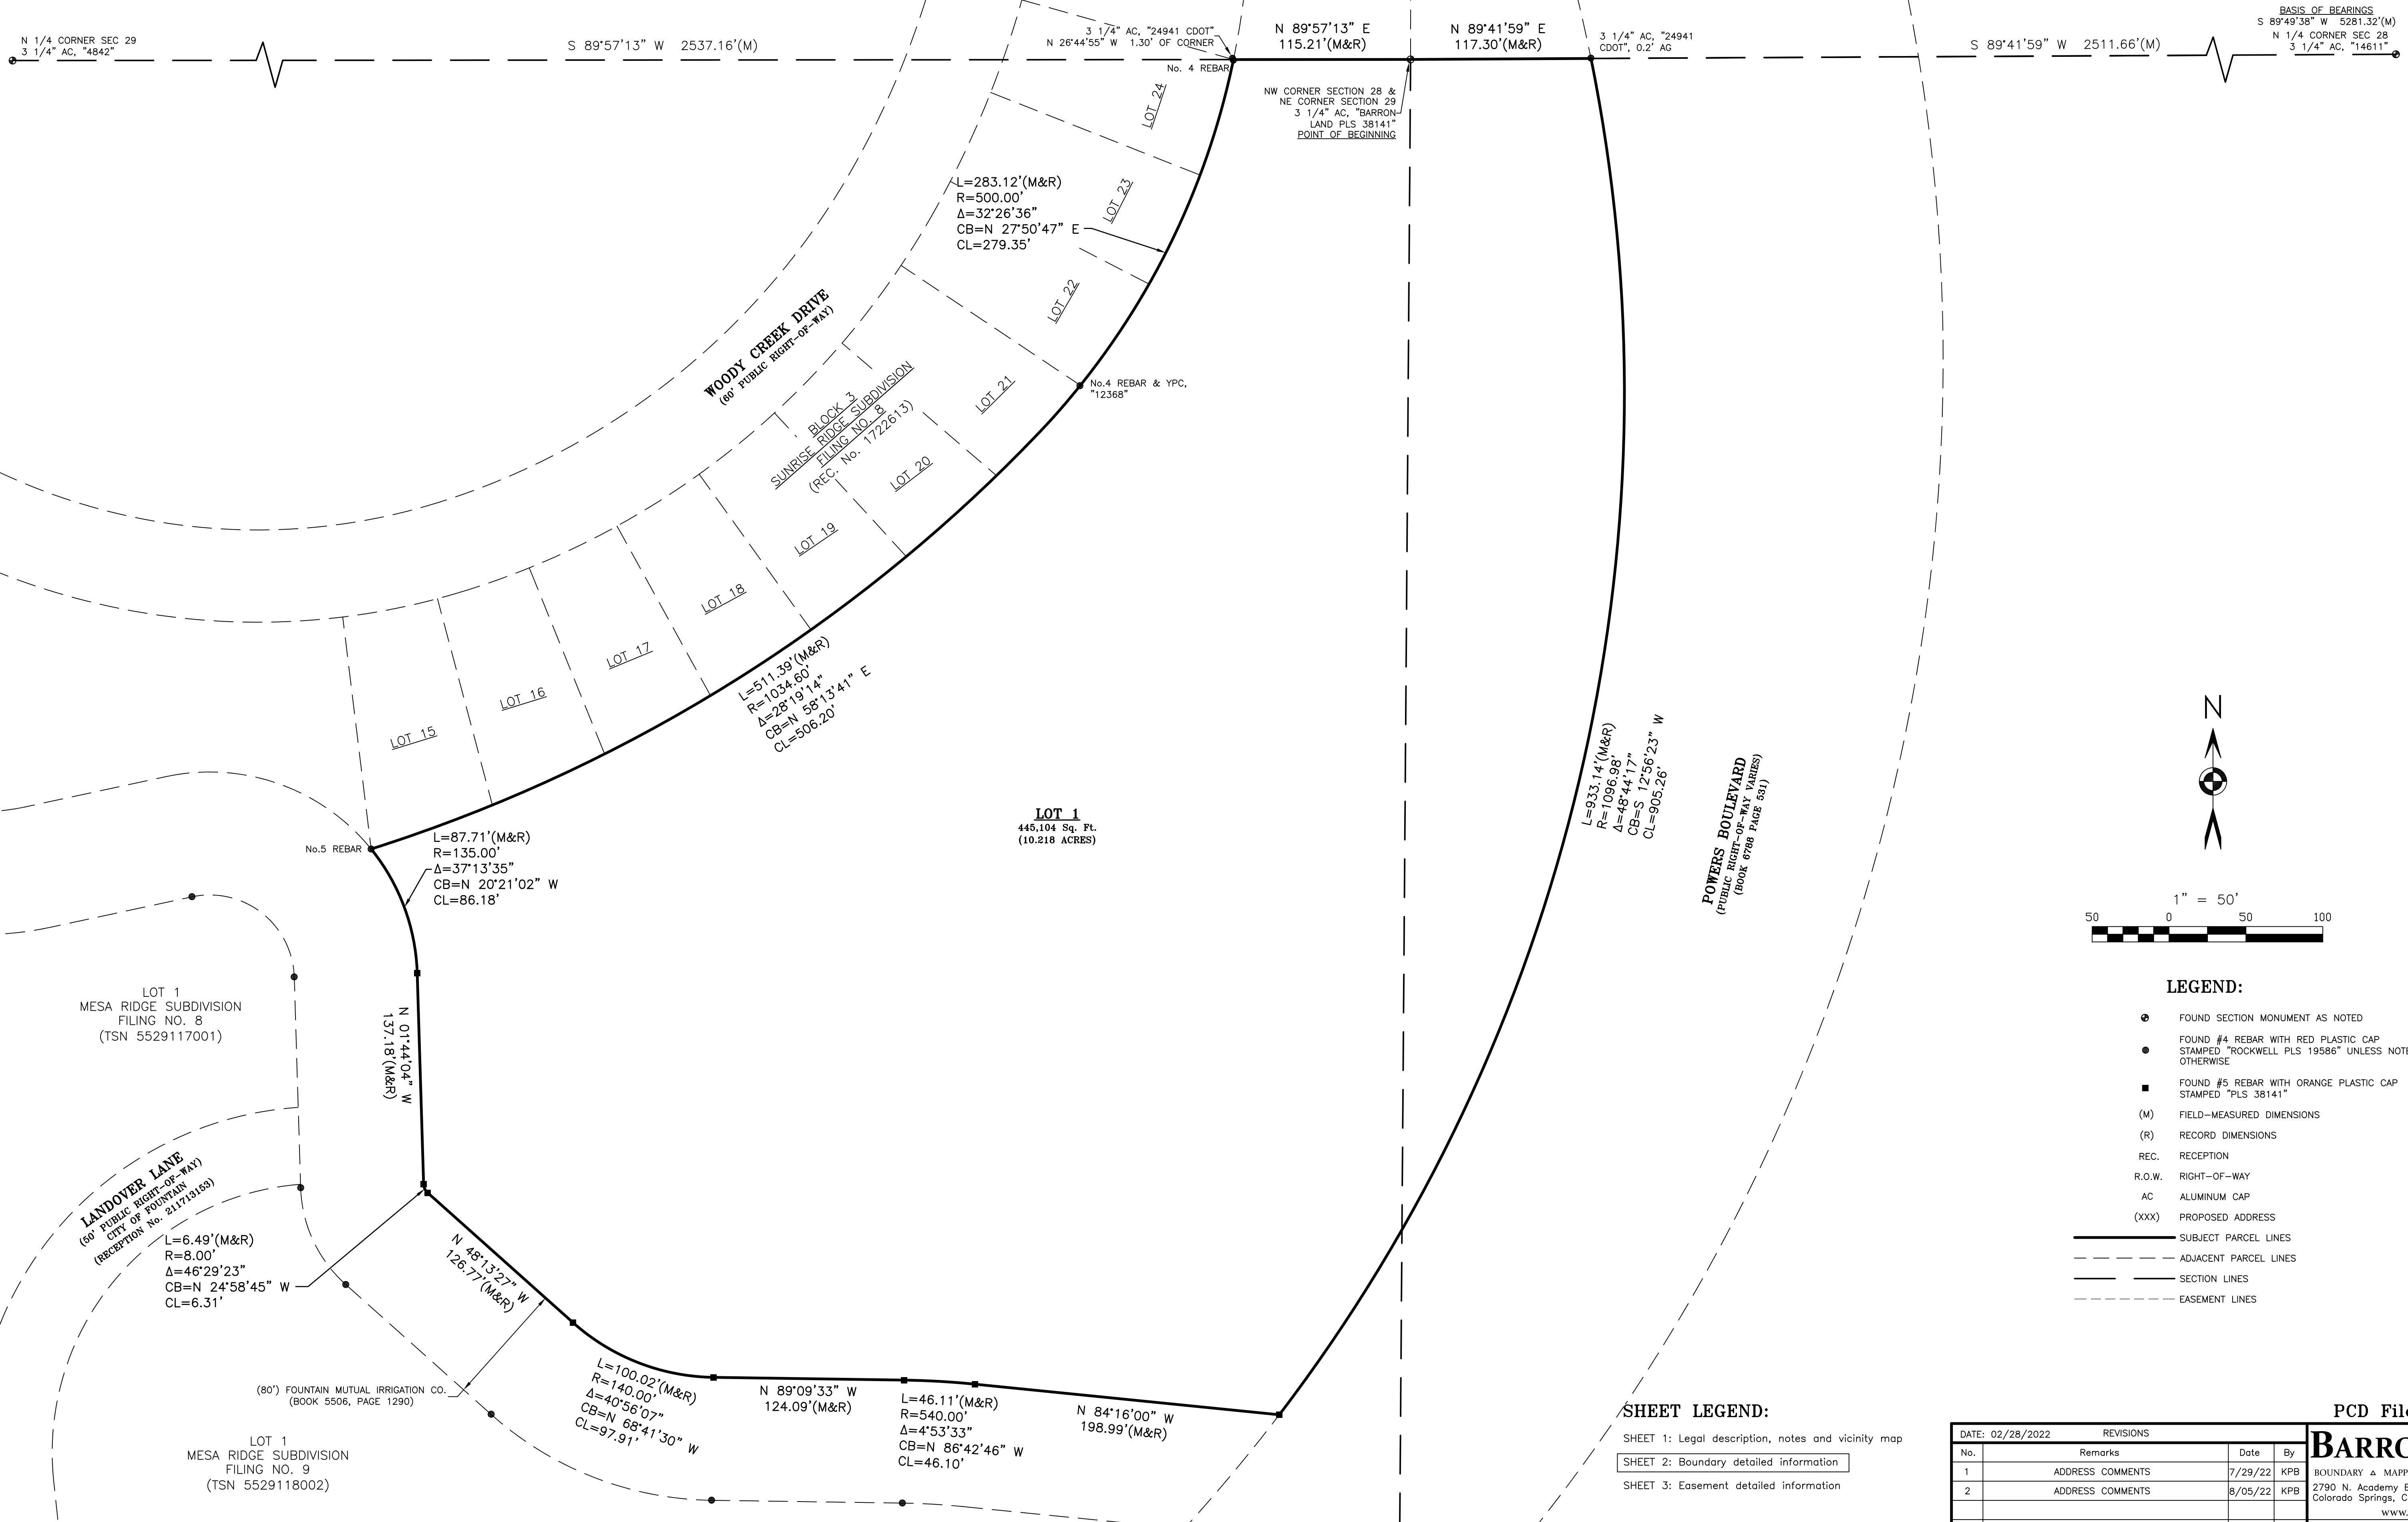 N 1/4 CORNER SEC 29
3 1/4" AC, "4842"
S 89°57'13" W 2537.16'(M)
3 1/4" AC, "24941 CDOT"
N 26°44'55" W 1.30' OF CORNER
No. 4 REBAR
N 89°57'13" E
115.21'(M&R)
N 89°41'59" E
117.30'(M&R)
3 1/4" AC, "24941
CDOT", 0.2' AG
S 89°41'59" W 2511.66'(M)
BASIS OF BEARINGS
S 89°49'38" W 5281.32'(M)
N 1/4 CORNER SEC 28
3 1/4" AC, "14611"
NW CORNER SECTION 28 &
NE CORNER SECTION 29
3 1/4" AC, "BARRON
LAND PLS 38141"
POINT OF BEGINNING
LOT 24
LOT 23
L=283.12'(M&R)
R=500.00'
Δ=32°26'36"
CB=N 27°50'47" E
CL=279.35'
LOT 22
WOODY CREEK DRIVE
(60' PUBLIC RIGHT-OF-WAY)
No.4 REBAR & YPC,
"12368"
LOT 21
BLOCK 3
SUNRISE RIDGE SUBDIVISION
FILING NO. 8
(REC. No. 1722613)
LOT 20
LOT 19
LOT 18
LOT 17
LOT 16
LOT 15
L=511.39'(M&R)
R=1034.60'
Δ=28°19'14"
CB=N 58°13'41" E
CL=506.20'
L=933.14'(M&R)
R=1096.98'
Δ=48°44'17"
CB=S 12°56'23" W
CL=905.26'
POWERS BOULEVARD
(PUBLIC RIGHT-OF-WAY VARIES)
(BOOK 6788 PAGE 531)
N
LOT 1
445,104 Sq. Ft.
(10.218 ACRES)
No.5 REBAR
L=87.71'(M&R)
R=135.00'
Δ=37°13'35"
CB=N 20°21'02" W
CL=86.18'
1" = 50'
50 0 50 100
LOT 1
MESA RIDGE SUBDIVISION
FILING NO. 8
(TSN 5529117001)
N 01°44'04" W
137.18'(M&R)
LEGEND:
FOUND SECTION MONUMENT AS NOTED
FOUND #4 REBAR WITH RED PLASTIC CAP
STAMPED "ROCKWELL PLS 19586" UNLESS NOTE
OTHERWISE
FOUND #5 REBAR WITH ORANGE PLASTIC CAP
STAMPED "PLS 38141"
(M) FIELD-MEASURED DIMENSIONS
(R) RECORD DIMENSIONS
REC. RECEPTION
R.O.W. RIGHT-OF-WAY
AC ALUMINUM CAP
(XXX) PROPOSED ADDRESS
SUBJECT PARCEL LINES
ADJACENT PARCEL LINES
SECTION LINES
EASEMENT LINES
LANDOVER LANE
(50' PUBLIC RIGHT-OF-WAY)
CITY OF FOUNTAIN
(RECEPTION No. 211713153)
L=6.49'(M&R)
R=8.00'
Δ=46°29'23"
CB=N 24°58'45" W
CL=6.31'
N 48°13'27" W
126.77'(M&R)
(80') FOUNTAIN MUTUAL IRRIGATION CO.
(BOOK 5506, PAGE 1290)
L=100.02'(M&R)
R=140.00'
Δ=40°56'07"
CB=N 68°41'30" W
CL=97.91'
N 89°09'33" W
124.09'(M&R)
L=46.11'(M&R)
R=540.00'
Δ=4°53'33"
CB=N 86°42'46" W
CL=46.10'
N 84°16'00" W
198.99'(M&R)
LOT 1
MESA RIDGE SUBDIVISION
FILING NO. 9
(TSN 5529118002)
SHEET LEGEND:
SHEET 1: Legal description, notes and vicinity map
SHEET 2: Boundary detailed information
SHEET 3: Easement detailed information
PCD File
DATE: 02/28/2022 REVISIONS
No. Remarks Date By
1 ADDRESS COMMENTS 7/29/22 KPB
2 ADDRESS COMMENTS 8/05/22 KPB
BARRO
BOUNDARY Δ MAPP
2790 N. Academy B
Colorado Springs, C
www.